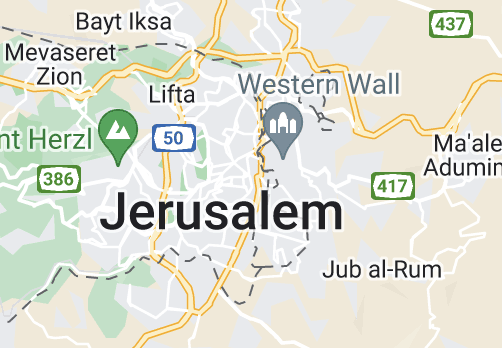 Bayt Iksa
437
Mevaseret
Zion
Lifta
Western Wall
nt Herzl
50
Ma'ale
Adumim
386
417
Jerusalem
Jub al-Rum